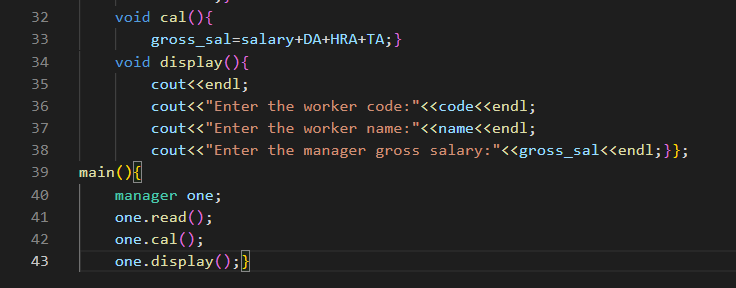 32 void cal(){
33 gross_sal=salary+DA+HRA+TA;}
34 void display(){
35 cout<<endl;
36 cout<<"Enter the worker code:"<<code<<endl;
37 cout<<"Enter the worker name:"<<name<<endl;
38 cout<<"Enter the manager gross salary:"<<gross_sal<<endl;}};
39 main(){
40 manager one;
41 one.read();
42 one.cal();
43 one.display();}